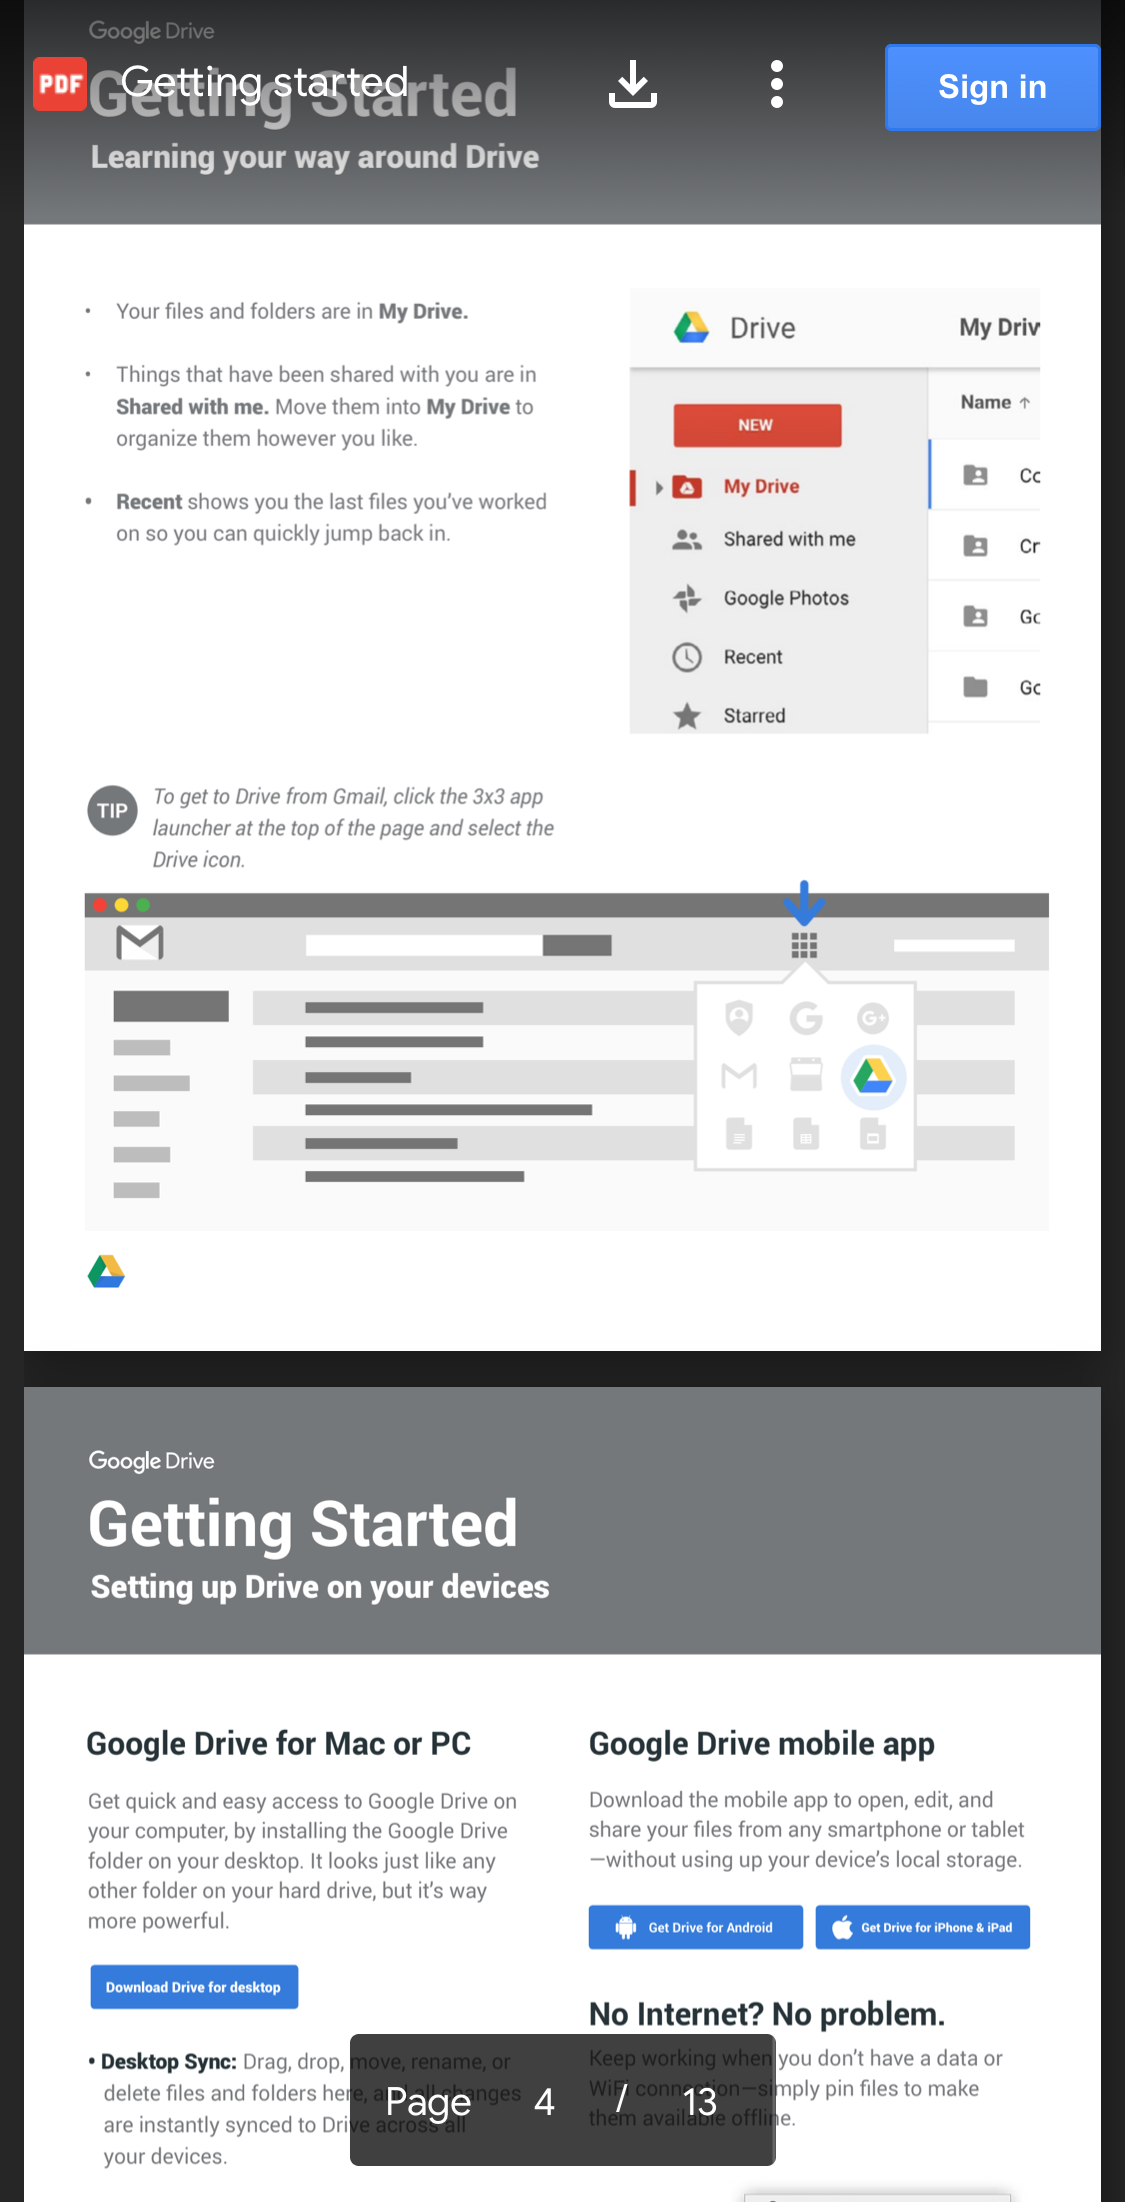 Google Drive
PDF
Getting started
Sign in
Getting Started
Learning your way around Drive
• Your files and folders are in My Drive.
• Things that have been shared with you are in
Shared with me. Move them into My Drive to
organize them however you like.
• Recent shows you the last files you've worked
on so you can quickly jump back in.
Drive
My Driv
NEW
Name ↑
My Drive
Co
Shared with me
Cr
Google Photos
Go
Recent
Go
Starred
TIP
To get to Drive from Gmail, click the 3x3 app
launcher at the top of the page and select the
Drive icon.
G
G+
Google Drive
Getting Started
Setting up Drive on your devices
Google Drive for Mac or PC
Get quick and easy access to Google Drive on
your computer, by installing the Google Drive
folder on your desktop. It looks just like any
other folder on your hard drive, but it's way
more powerful.
Download Drive for desktop
• Desktop Sync: Drag, drop, move, rename, or
delete files and folders here, and all changes
are instantly synced to Drive across all
your devices.
Google Drive mobile app
Download the mobile app to open, edit, and
share your files from any smartphone or tablet
—without using up your device's local storage.
Get Drive for Android
Get Drive for iPhone & iPad
No Internet? No problem.
Keep working when you don't have a data or
WiFi connection—simply pin files to make
them available offline.
Page 4 / 13